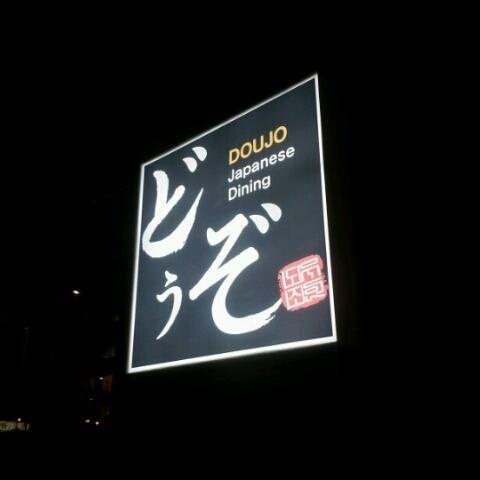 DOUJO
Japanese
Dining
どうぞ